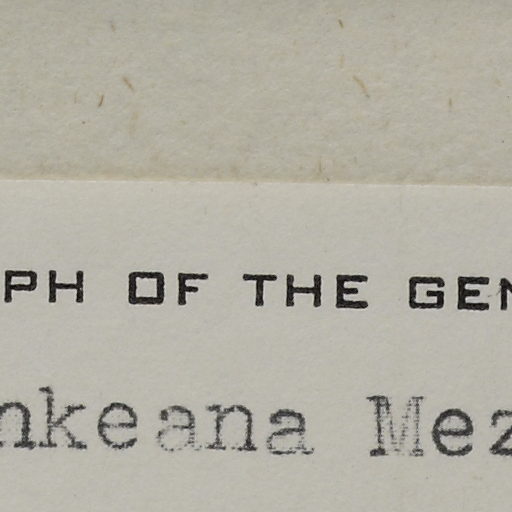 PH OF THE GEN
nkeana Mez